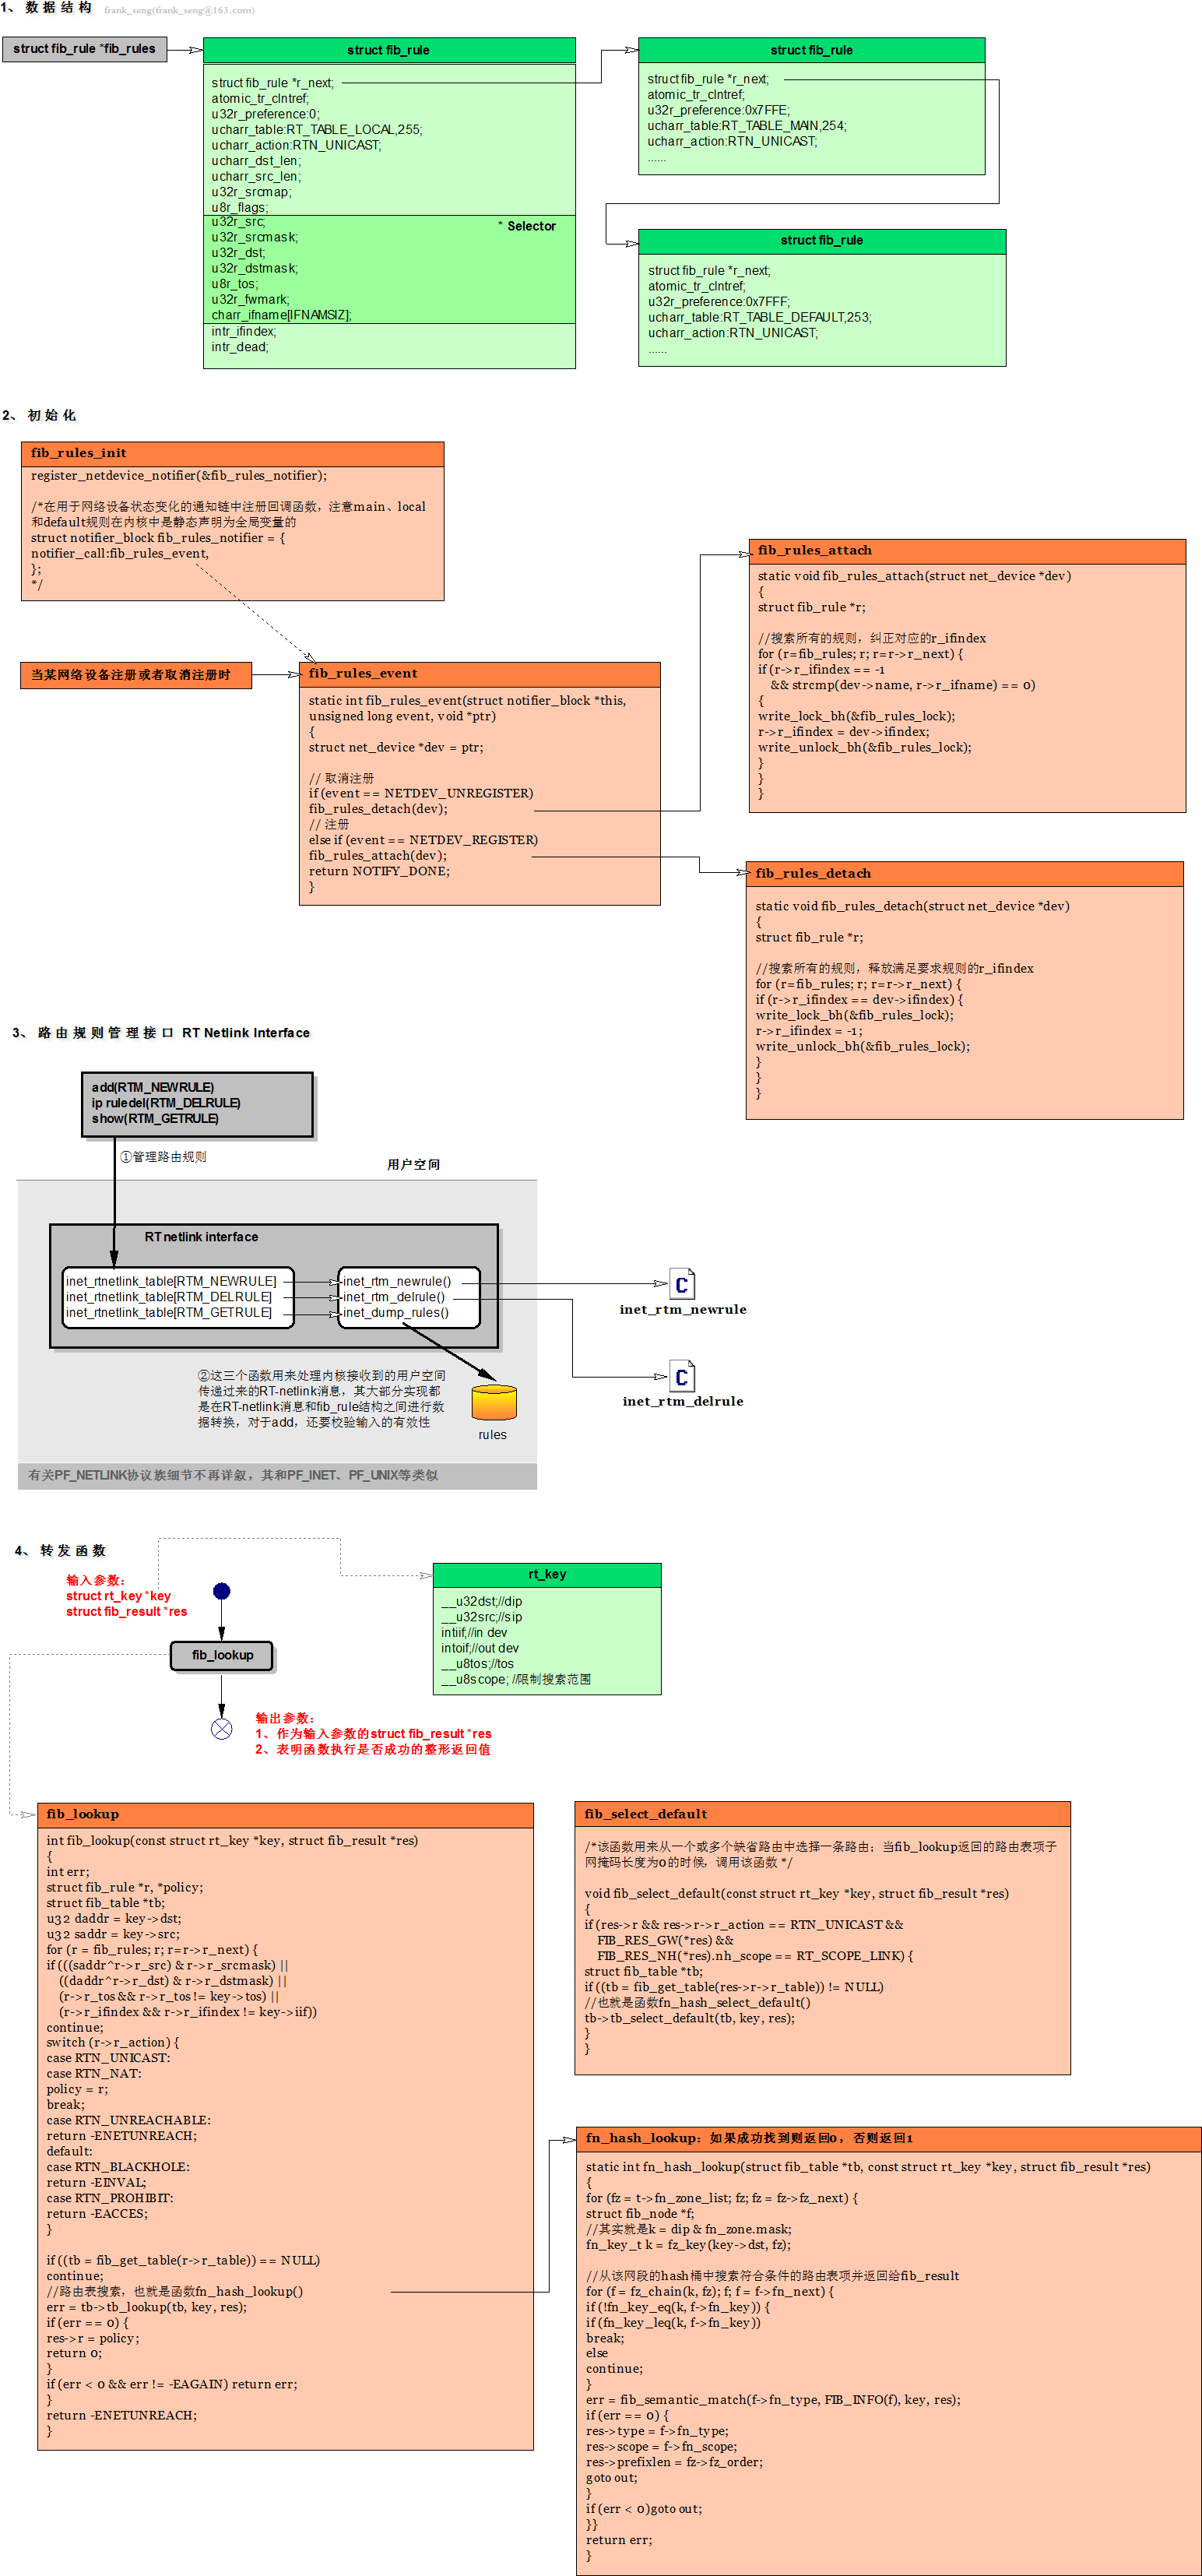 1、数据结构 frank_seng(frank_seng@163.com)
struct fib_rule *fib_rules
struct fib_rule
struct fib_rule *r_next;
atomic_tr_clntref;
u32r_preference:0;
ucharr_table:RT_TABLE_LOCAL,255;
ucharr_action:RTN_UNICAST;
ucharr_dst_len;
ucharr_src_len;
u32r_srcmap;
u8r_flags;
u32r_src;
* Selector
u32r_srcmask;
u32r_dst;
u32r_dstmask;
u8r_tos;
u32r_fwmark;
charr_ifname[IFNAMSIZ];
intr_ifindex;
intr_dead;
struct fib_rule
struct fib_rule *r_next;
atomic_tr_clntref;
u32r_preference:0x7FFE;
ucharr_table:RT_TABLE_MAIN,254;
ucharr_action:RTN_UNICAST;
......
struct fib_rule
struct fib_rule *r_next;
atomic_tr_clntref;
u32r_preference:0x7FFF;
ucharr_table:RT_TABLE_DEFAULT,253;
ucharr_action:RTN_UNICAST;
......
2、初始化
fib_rules_init
register_netdevice_notifier(&fib_rules_notifier);
/*在用于网络设备状态变化的通知链中注册回调函数，注意main、local
和default规则在内核中是静态声明为全局变量的
struct notifier_block fib_rules_notifier = {
notifier_call:fib_rules_event,
};
*/
当某网络设备注册或者取消注册时
fib_rules_event
static int fib_rules_event(struct notifier_block *this,
unsigned long event, void *ptr)
{
struct net_device *dev = ptr;
// 取消注册
if (event == NETDEV_UNREGISTER)
fib_rules_detach(dev);
// 注册
else if (event == NETDEV_REGISTER)
fib_rules_attach(dev);
return NOTIFY_DONE;
}
fib_rules_attach
static void fib_rules_attach(struct net_device *dev)
{
struct fib_rule *r;
//搜索所有的规则，纠正对应的r_ifindex
for (r=fib_rules; r; r=r->r_next) {
if (r->r_ifindex == -1
&& strcmp(dev->name, r->r_ifname) == 0)
{
write_lock_bh(&fib_rules_lock);
r->r_ifindex = dev->ifindex;
write_unlock_bh(&fib_rules_lock);
}
}
}
fib_rules_detach
static void fib_rules_detach(struct net_device *dev)
{
struct fib_rule *r;
//搜索所有的规则，释放满足要求规则的r_ifindex
for (r=fib_rules; r; r=r->r_next) {
if (r->r_ifindex == dev->ifindex) {
write_lock_bh(&fib_rules_lock);
r->r_ifindex = -1;
write_unlock_bh(&fib_rules_lock);
}
}
}
3、路由规则管理接口 RT Netlink Interface
add(RTM_NEWRULE)
ip ruledel(RTM_DELRULE)
show(RTM_GETRULE)
①管理路由规则
用户空间
RT netlink interface
inet_rtnetlink_table[RTM_NEWRULE]
inet_rtnetlink_table[RTM_DELRULE]
inet_rtnetlink_table[RTM_GETRULE]
inet_rtm_newrule()
inet_rtm_delrule()
inet_dump_rules()
C
inet_rtm_newrule
C
inet_rtm_delrule
②这三个函数用来处理内核接收到的用户空间
传递过来的RT-netlink消息，其大部分实现都
是在RT-netlink消息和fib_rule结构之间进行数
据转换，对于add，还要校验输入的有效性
rules
有关PF_NETLINK协议族细节不再详叙，其和PF_INET、PF_UNIX等类似
4、转发函数
输入参数：
struct rt_key *key
struct fib_result *res
fib_lookup
输出参数：
1、作为输入参数的struct fib_result *res
2、表明函数执行是否成功的整形返回值
rt_key
__u32dst;//dip
__u32src;//sip
intiif;//in dev
intoif;//out dev
__u8tos;//tos
__u8scope; //限制搜索范围
fib_lookup
int fib_lookup(const struct rt_key *key, struct fib_result *res)
{
int err;
struct fib_rule *r, *policy;
struct fib_table *tb;
u32 daddr = key->dst;
u32 saddr = key->src;
for (r = fib_rules; r; r=r->r_next) {
if (((saddr^r->r_src) & r->r_srcmask) ||
((daddr^r->r_dst) & r->r_dstmask) ||
(r->r_tos && r->r_tos != key->tos) ||
(r->r_ifindex && r->r_ifindex != key->iif))
continue;
switch (r->r_action) {
case RTN_UNICAST:
case RTN_NAT:
policy = r;
break;
case RTN_UNREACHABLE:
return -ENETUNREACH;
default:
case RTN_BLACKHOLE:
return -EINVAL;
case RTN_PROHIBIT:
return -EACCES;
}
if ((tb = fib_get_table(r->r_table)) == NULL)
continue;
//路由表搜索，也就是函数fn_hash_lookup()
err = tb->tb_lookup(tb, key, res);
if (err == 0) {
res->r = policy;
return 0;
}
if (err < 0 && err != -EAGAIN) return err;
}
return -ENETUNREACH;
}
fib_select_default
/*该函数用来从一个或多个缺省路由中选择一条路由；当fib_lookup返回的路由表项子
网掩码长度为0的时候，调用该函数 */
void fib_select_default(const struct rt_key *key, struct fib_result *res)
{
if (res->r && res->r->r_action == RTN_UNICAST &&
FIB_RES_GW(*res) &&
FIB_RES_NH(*res).nh_scope == RT_SCOPE_LINK) {
struct fib_table *tb;
if ((tb = fib_get_table(res->r->r_table)) != NULL)
//也就是函数fn_hash_select_default()
tb->tb_select_default(tb, key, res);
}
}
fn_hash_lookup：如果成功找到则返回0，否则返回1
static int fn_hash_lookup(struct fib_table *tb, const struct rt_key *key, struct fib_result *res)
{
for (fz = t->fn_zone_list; fz; fz = fz->fz_next) {
struct fib_node *f;
//其实就是k = dip & fn_zone.mask;
fn_key_t k = fz_key(key->dst, fz);
//从该网段的hash桶中搜索符合条件的路由表项并返回给fib_result
for (f = fz_chain(k, fz); f; f = f->fn_next) {
if (!fn_key_eq(k, f->fn_key)) {
if (fn_key_leq(k, f->fn_key))
break;
else
continue;
}
err = fib_semantic_match(f->fn_type, FIB_INFO(f), key, res);
if (err == 0) {
res->type = f->fn_type;
res->scope = f->fn_scope;
res->prefixlen = fz->fz_order;
goto out;
}
if (err < 0)goto out;
}}
return err;
}